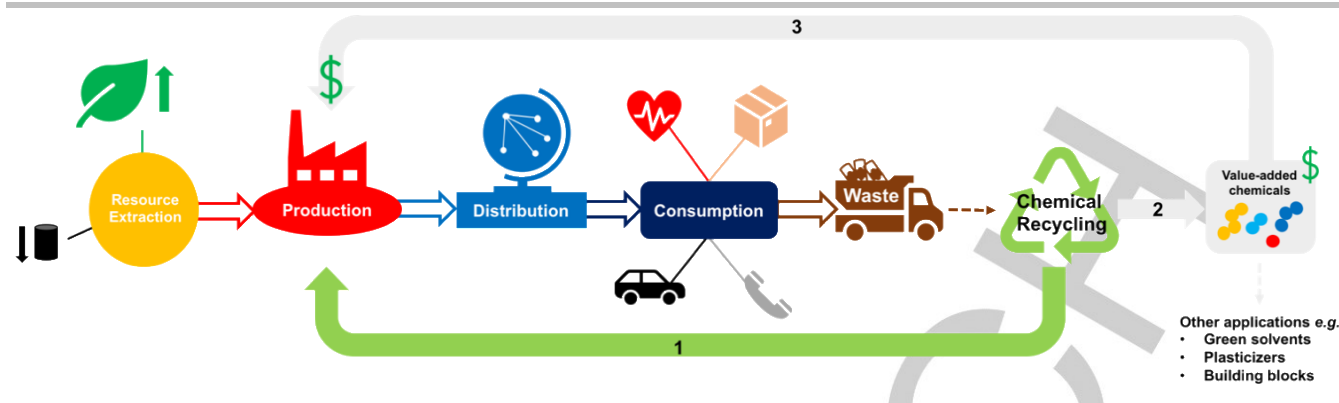 3
$
$
Resource
Extraction
Production
Distribution
Consumption
Waste
Chemical
Recycling
2
Value-added
chemicals
1
Other applications e.g.
• Green solvents
• Plasticizers
• Building blocks